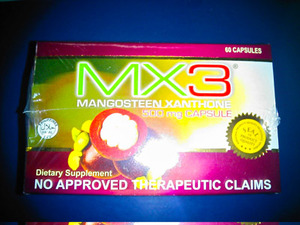 60 CAPSULES
MX3
MANGOSTEEN XANTHONE
500 mg CAPSULE
Dietary Supplement
NO APPROVED THERAPEUTIC CLAIMS